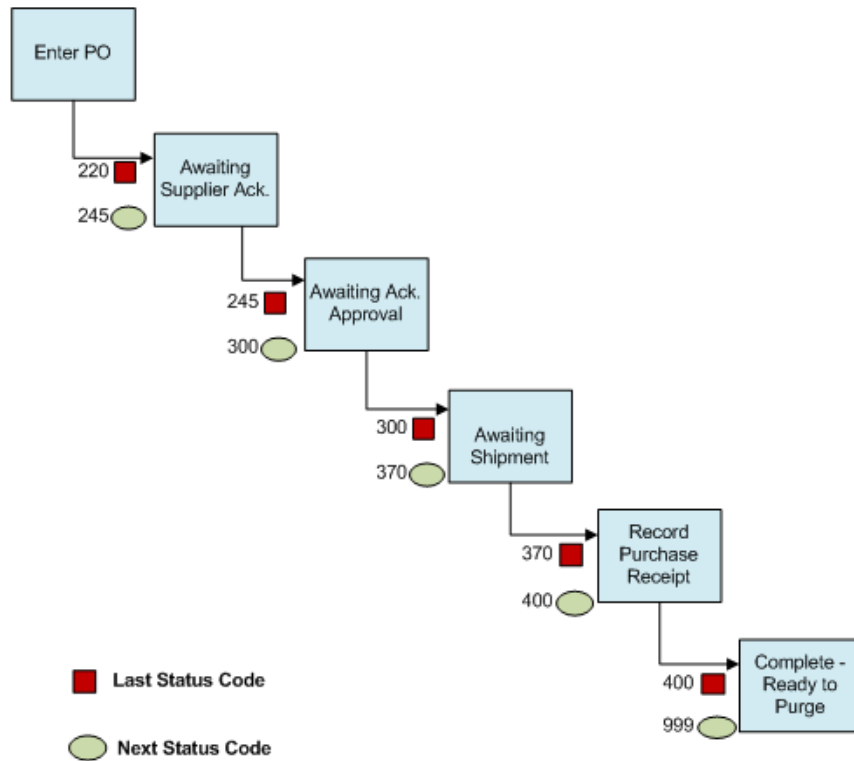 Enter PO
220
Awaiting
Supplier Ack.
245
245
Awaiting Ack.
Approval
300
300
Awaiting
Shipment
370
370
Record
Purchase
Receipt
400
400
Complete -
Ready to
Purge
999
Last Status Code
Next Status Code